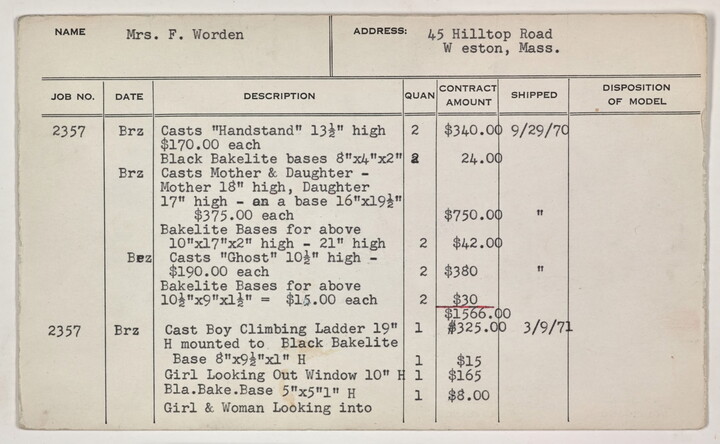 NAME Mrs. F. Worden ADDRESS: 45 Hilltop Road
W eston, Mass.
JOB NO. DATE DESCRIPTION QUAN CONTRACT AMOUNT SHIPPED DISPOSITION OF MODEL
2357 Brz Casts "Handstand" 13½" high 2 $340.00 9/29/70
$170.00 each
Black Bakelite bases 8"x4"x2" 2 24.00
Brz Casts Mother & Daughter -
Mother 18" high, Daughter
17" high - an a base 16"x19½"
$375.00 each $750.00 "
Bakelite Bases for above
10"x17"x2" high - 21" high 2 $42.00
Brz Casts "Ghost" 10½" high -
$190.00 each 2 $380 "
Bakelite Bases for above
10½"x9"x1½" = $15.00 each 2 $30
$1566.00
2357 Brz Cast Boy Climbing Ladder 19" 1 $325.00 3/9/71
H mounted to Black Bakelite
Base 8"x9½"x1" H 1 $15
Girl Looking Out Window 10" H 1 $165
Bla.Bake.Base 5"x5"1" H 1 $8.00
Girl & Woman Looking into